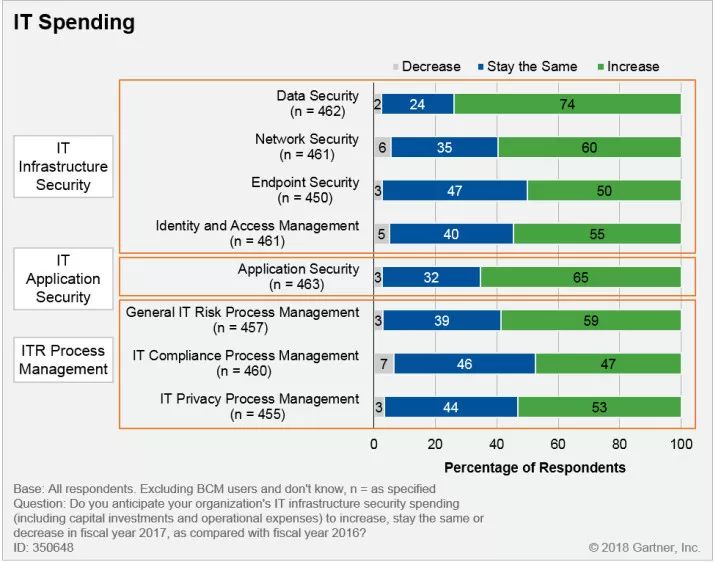 IT Spending
Decrease Stay the Same Increase
IT
Infrastructure
Security
Data Security
(n = 462)
2 24 74
Network Security
(n = 461)
6 35 60
Endpoint Security
(n = 450)
3 47 50
Identity and Access Management
(n = 461)
5 40 55
IT
Application
Security
Application Security
(n = 463)
3 32 65
ITR Process
Management
General IT Risk Process Management
(n = 457)
3 39 59
IT Compliance Process Management
(n = 460)
7 46 47
IT Privacy Process Management
(n = 455)
3 44 53
0 20 40 60 80 100
Percentage of Respondents
Base: All respondents. Excluding BCM users and don't know, n = as specified
Question: Do you anticipate your organization's IT infrastructure security spending
(including capital investments and operational expenses) to increase, stay the same or
decrease in fiscal year 2017, as compared with fiscal year 2016?
ID: 350648
© 2018 Gartner, Inc.